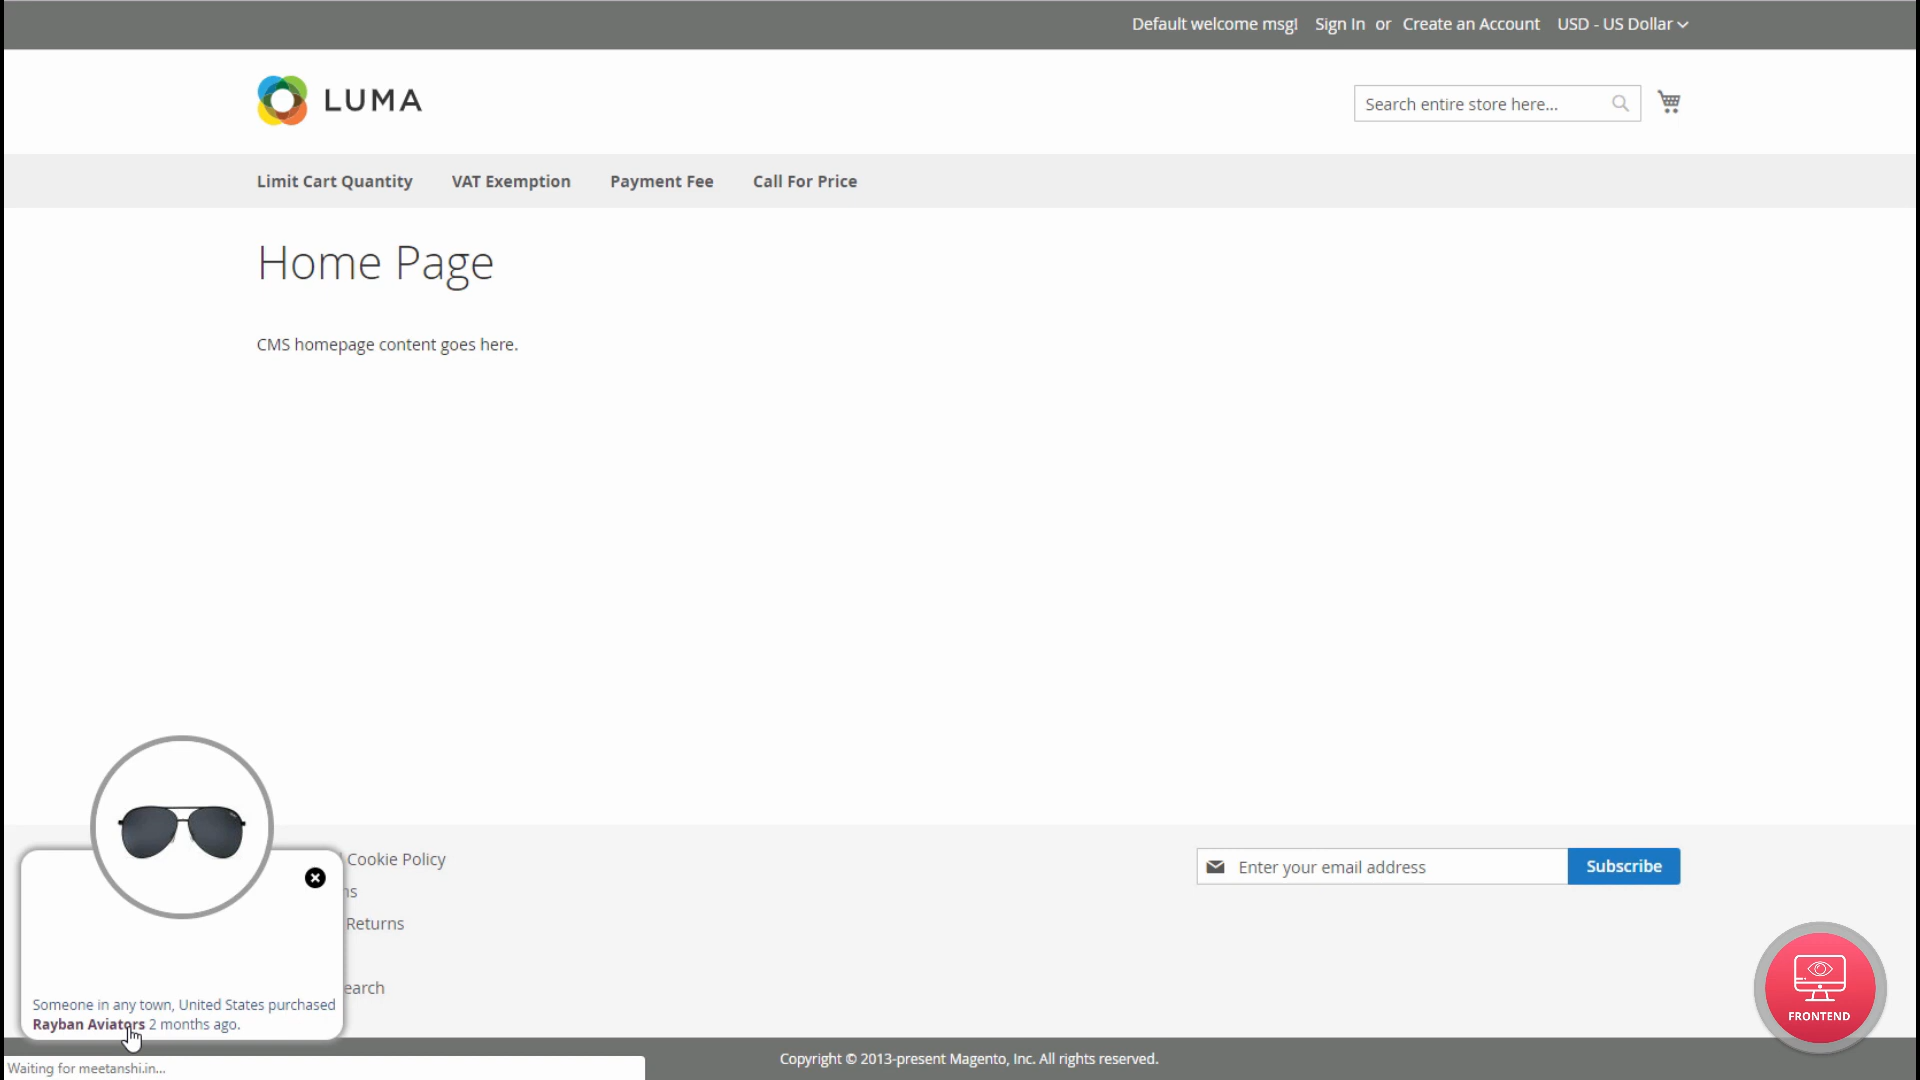 Default welcome msg! Sign In or Create an Account USD - US Dollar
LUMA
Search entire store here...
Limit Cart Quantity VAT Exemption Payment Fee Call For Price
Home Page
CMS homepage content goes here.
Cookie Policy
Enter your email address
Subscribe
Returns
Someone in any town, United States purchased
Rayban Aviators 2 months ago.
FRONTEND
Copyright © 2013-present Magento, Inc. All rights reserved.
Waiting for meetanshi.in...